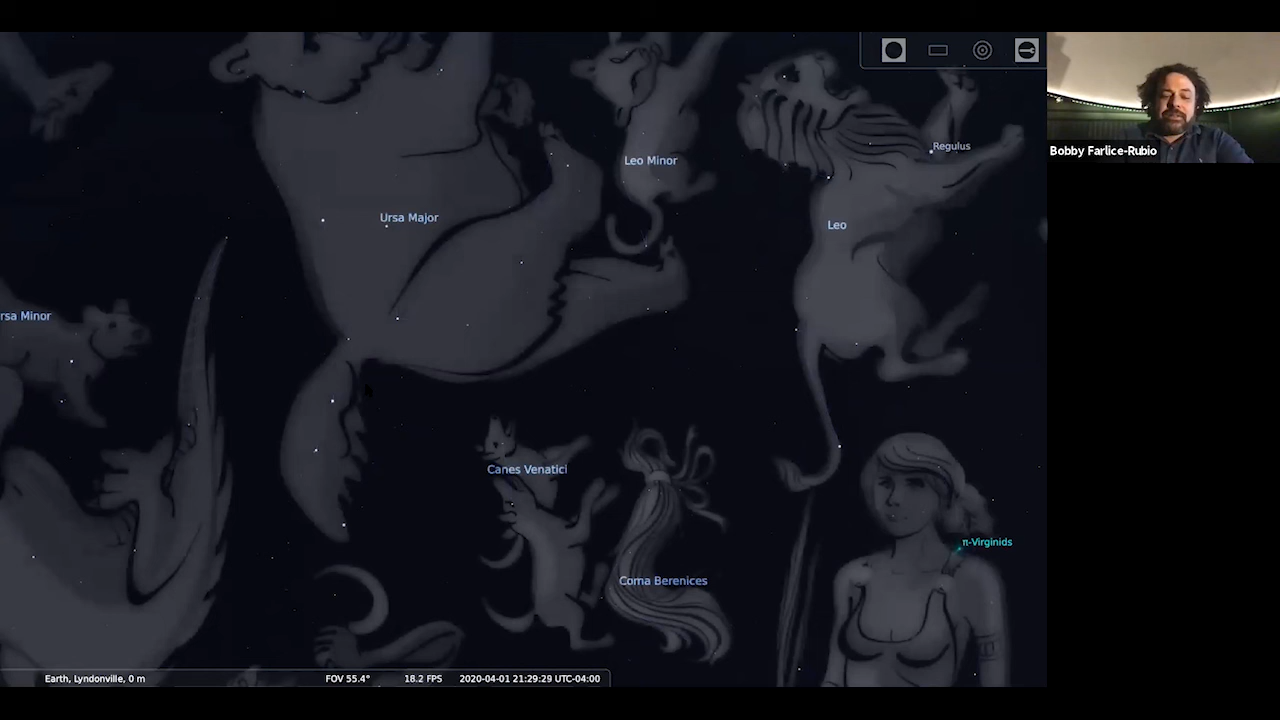 Leo Minor
Regulus
Ursa Major
Leo
rsa Minor
Canes Venatici
Coma Berenices
π-Virginids
Earth, Lyndonville, 0 m
FOV 55.4°
18.2 FPS
2020-04-01 21:29:29 UTC-04:00
Bobby Farlice-Rubio